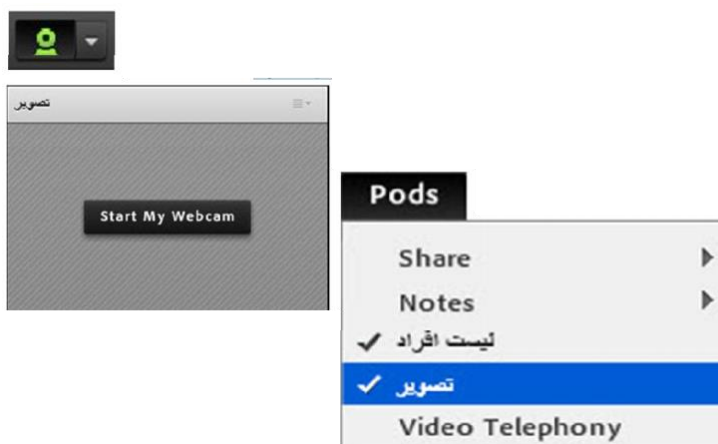 تصویر
Start My Webcam
Pods
Share
Notes
لیست افراد
تصویر
Video Telephony